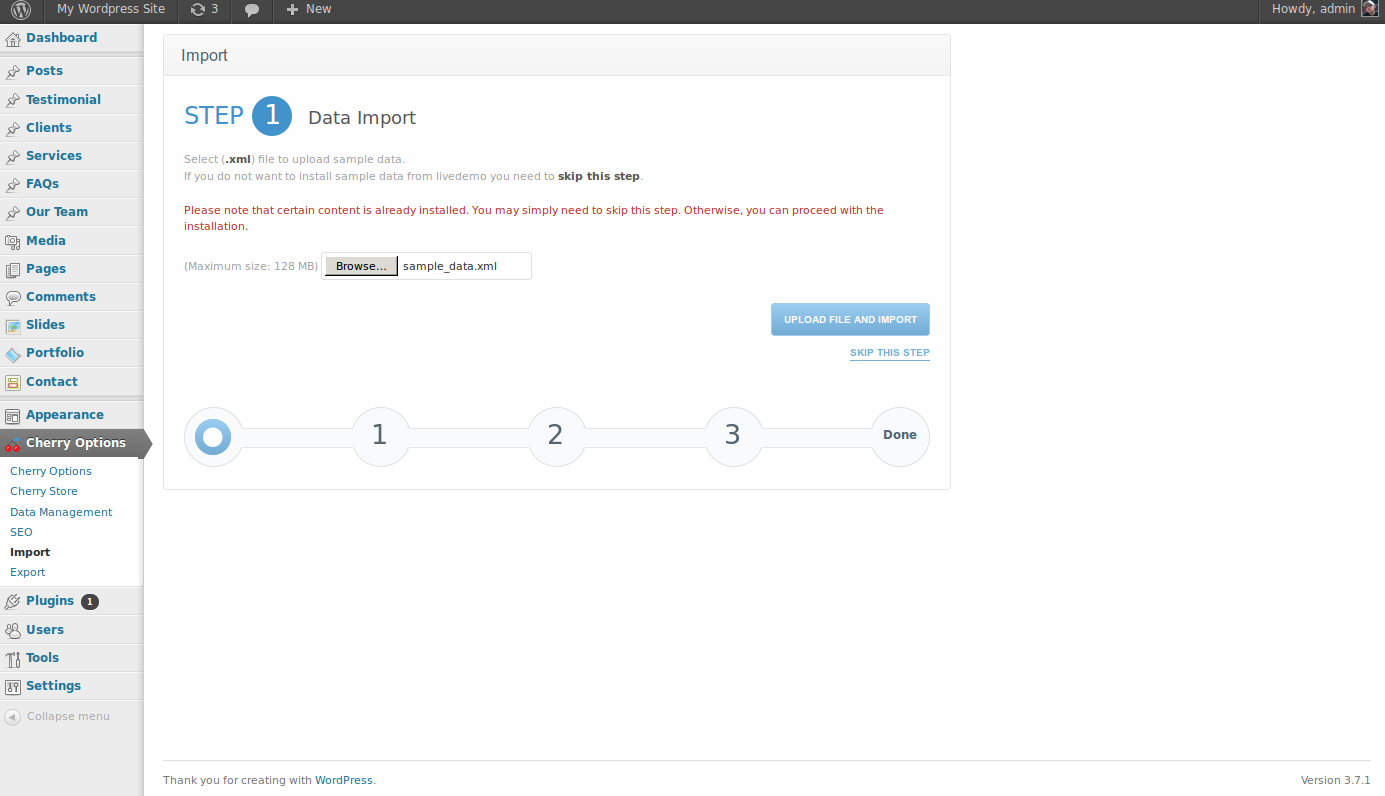 My Wordpress Site 3 New Howdy, admin
Dashboard
Posts
Testimonial
Clients
Services
FAQs
Our Team
Media
Pages
Comments
Slides
Portfolio
Contact
Appearance
Cherry Options
Cherry Options
Cherry Store
Data Management
SEO
Import
Export
Plugins 1
Users
Tools
Settings
Collapse menu
Import
STEP 1 Data Import
Select (.xml) file to upload sample data.
If you do not want to install sample data from livedemo you need to skip this step.
Please note that certain content is already installed. You may simply need to skip this step. Otherwise, you can proceed with the
installation.
(Maximum size: 128 MB) Browse... sample_data.xml
UPLOAD FILE AND IMPORT
SKIP THIS STEP
1 2 3 Done
Thank you for creating with WordPress. Version 3.7.1